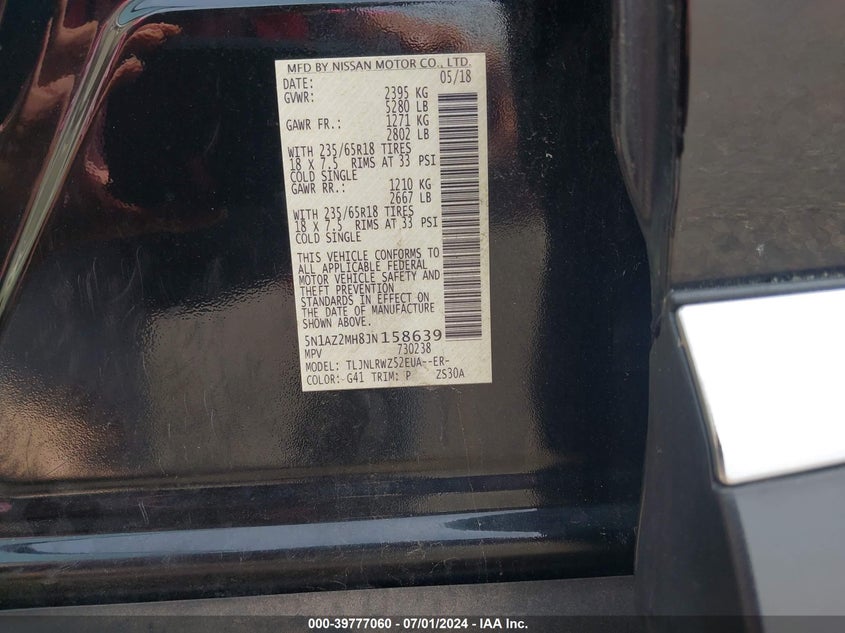 MFD BY NISSAN MOTOR CO., LTD.
DATE: 05/18
GVWR: 2395 KG
5280 LB
GAWR FR.: 1271 KG
2802 LB
WITH 235/65R18 TIRES
18 X 7.5 RIMS AT 33 PSI
COLD SINGLE
GAWR RR.: 1210 KG
2667 LB
WITH 235/65R18 TIRES
18 X 7.5 RIMS AT 33 PSI
COLD SINGLE
THIS VEHICLE CONFORMS TO
ALL APPLICABLE FEDERAL
MOTOR VEHICLE SAFETY AND
THEFT PREVENTION
STANDARDS IN EFFECT ON
THE DATE OF MANUFACTURE
SHOWN ABOVE.
5N1AZ2MH8JN158639
MPV 730238
MODEL: TLJNLRWZ52EUA--ER-
COLOR: G41 TRIM: P ZS30A
000-39777060 - 07/01/2024 - IAA Inc.